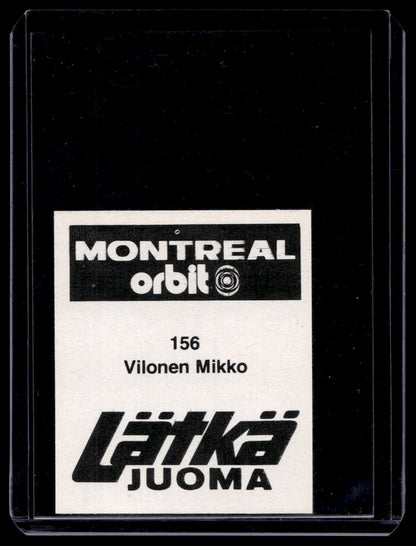 MONTREAL
orbit
156
Vilonen Mikko
Lätkä
JUOMA